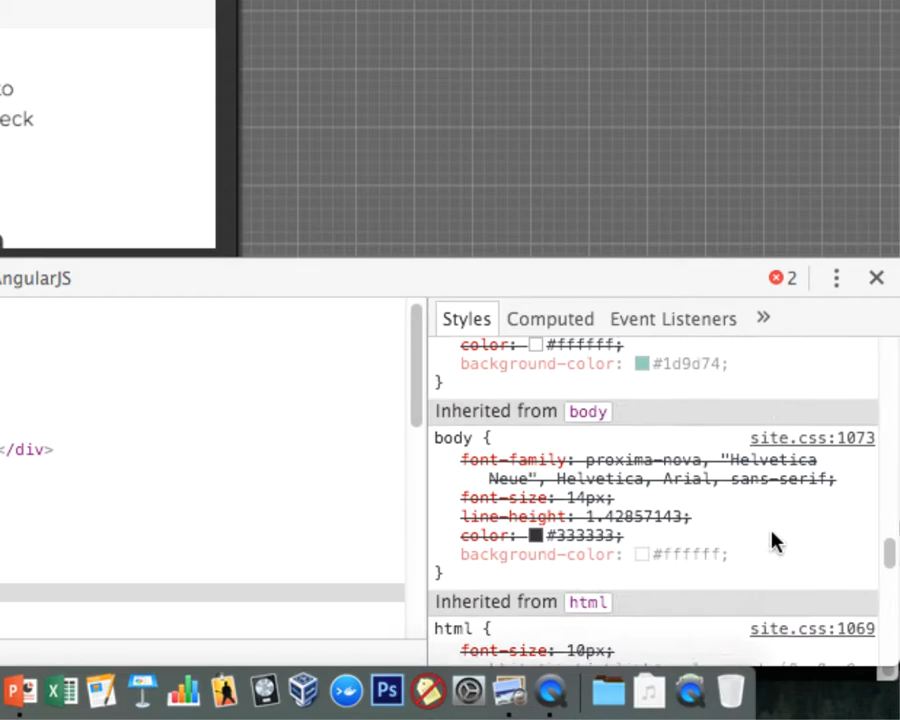 to
eck
AngularJS
2
Styles Computed Event Listeners »
color: #ffffff;
background-color: #1d9d74;
}
Inherited from body
body { site.css:1073
font-family: proxima-nova, "Helvetica
Neue", Helvetica, Arial, sans-serif;
font-size: 14px;
line-height: 1.42857143;
color: #333333;
background-color: #ffffff;
}
</div>
Inherited from html
html { site.css:1069
font-size: 10px;
Ps